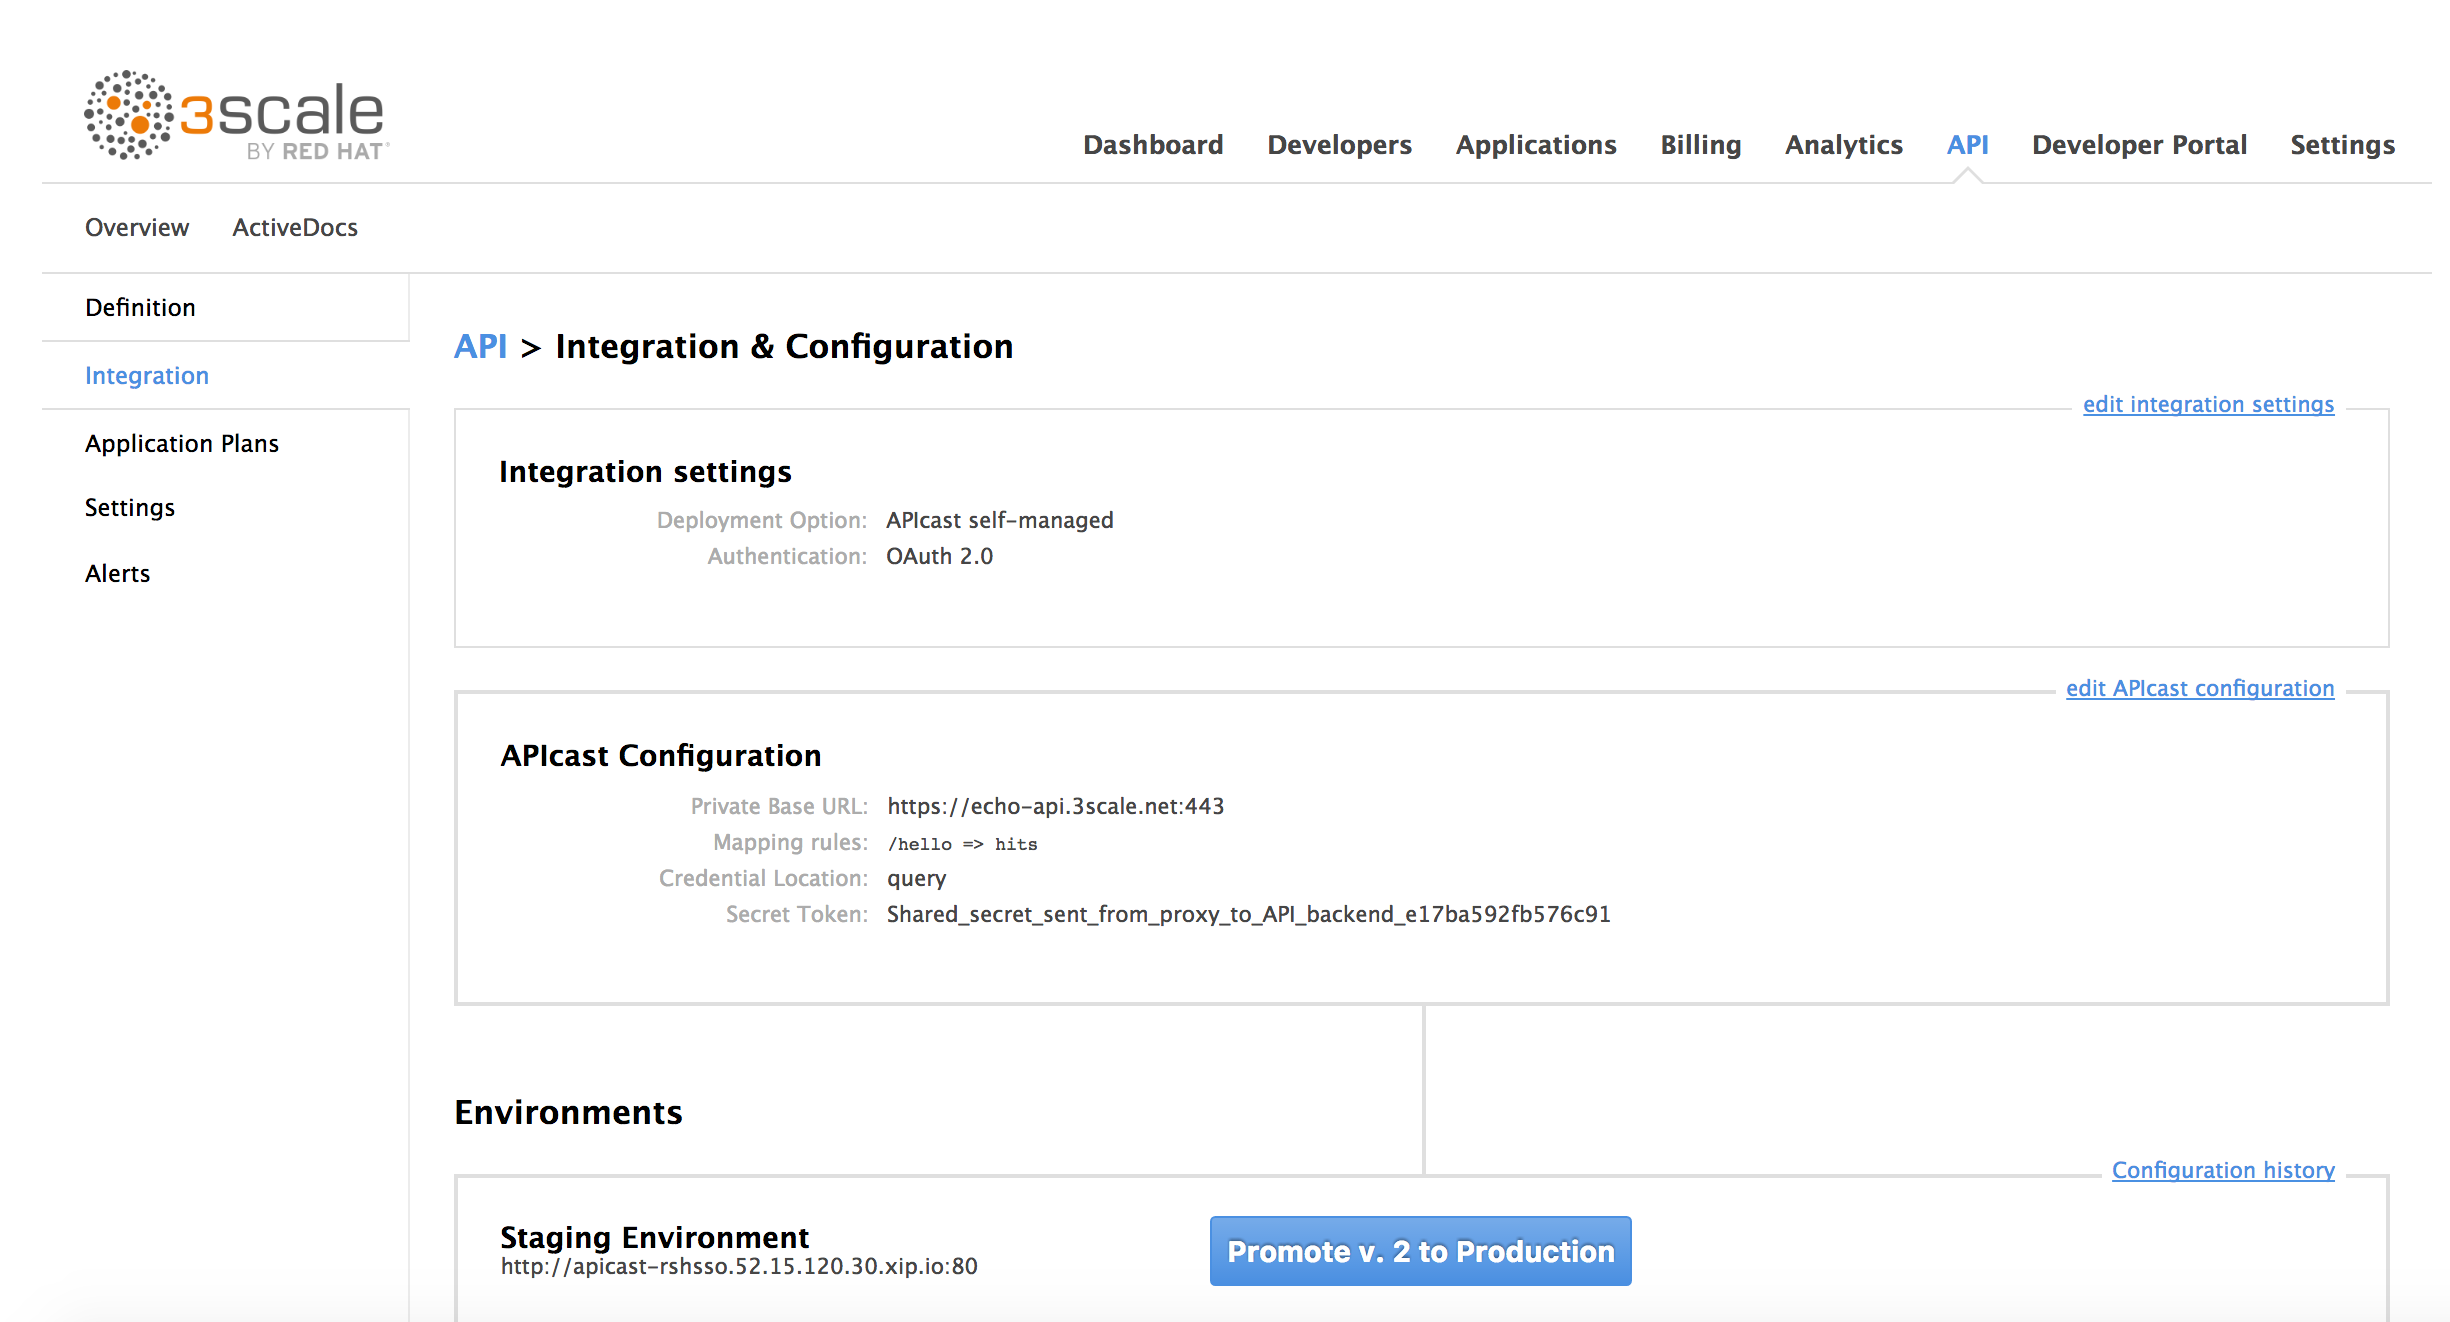 3scale
BY RED HAT®
Dashboard Developers Applications Billing Analytics API Developer Portal Settings
Overview ActiveDocs
Definition
Integration
Application Plans
Settings
Alerts
API > Integration & Configuration
edit integration settings
Integration settings
Deployment Option: APIcast self-managed
Authentication: OAuth 2.0
edit APIcast configuration
APIcast Configuration
Private Base URL: https://echo-api.3scale.net:443
Mapping rules: /hello => hits
Credential Location: query
Secret Token: Shared_secret_sent_from_proxy_to_API_backend_e17ba592fb576c91
Environments
Configuration history
Staging Environment
http://apicast-rshsso.52.15.120.30.xip.io:80
Promote v. 2 to Production